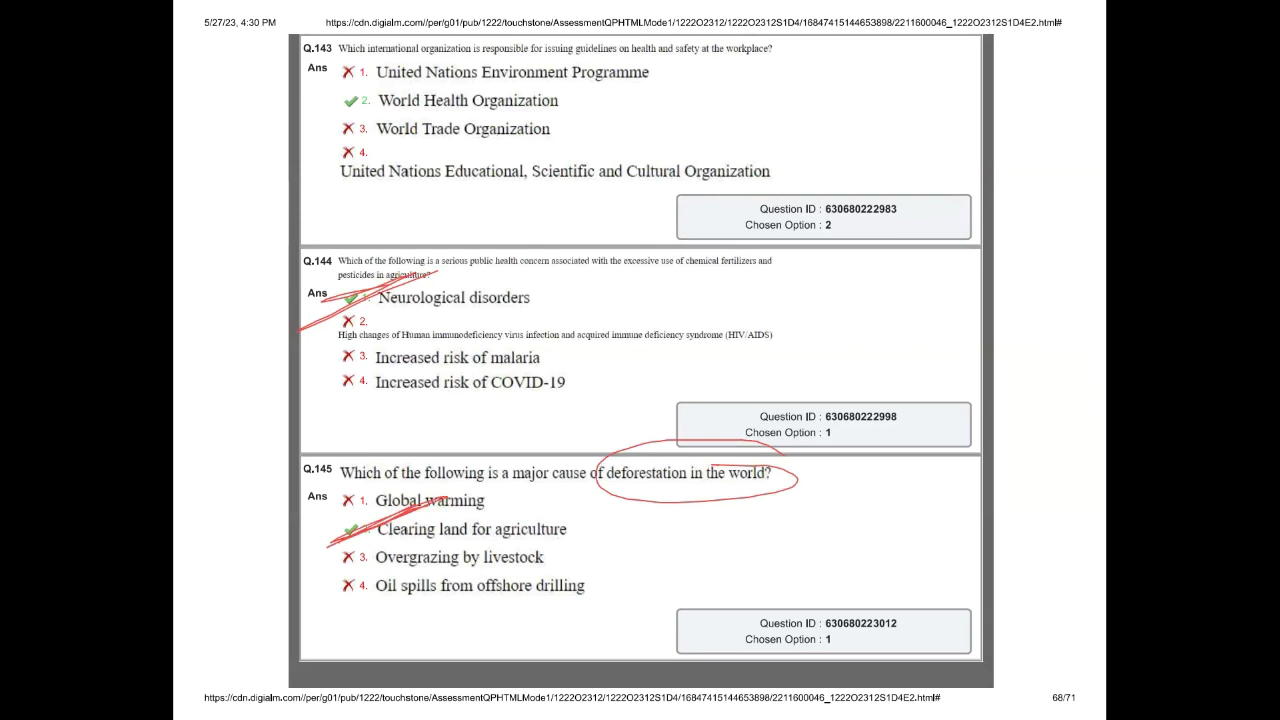 5/27/23, 4:30 PM https://cdn.digialm.com//per/g01/pub/1222/touchstone/AssessmentQPHTMLMode1/1222O2312/1222O2312S1D4/16847415144653898/2211600046_1222O2312S1D4E2.html#
Q.143 Which international organization is responsible for issuing guidelines on health and safety at the workplace?
Ans 1. United Nations Environment Programme
2. World Health Organization
3. World Trade Organization
4.
United Nations Educational, Scientific and Cultural Organization
Question ID : 630680222983
Chosen Option : 2
Q.144 Which of the following is a serious public health concern associated with the excessive use of chemical fertilizers and
pesticides in agriculture?
Ans 1. Neurological disorders
2.
High changes of Human immunodeficiency virus infection and acquired immune deficiency syndrome (HIV/AIDS)
3. Increased risk of malaria
4. Increased risk of COVID-19
Question ID : 630680222998
Chosen Option : 1
Q.145 Which of the following is a major cause of deforestation in the world?
Ans 1. Global warming
Clearing land for agriculture
3. Overgrazing by livestock
4. Oil spills from offshore drilling
Question ID : 630680223012
Chosen Option : 1
https://cdn.digialm.com//per/g01/pub/1222/touchstone/AssessmentQPHTMLMode1/1222O2312/1222O2312S1D4/16847415144653898/2211600046_1222O2312S1D4E2.html# 68/71